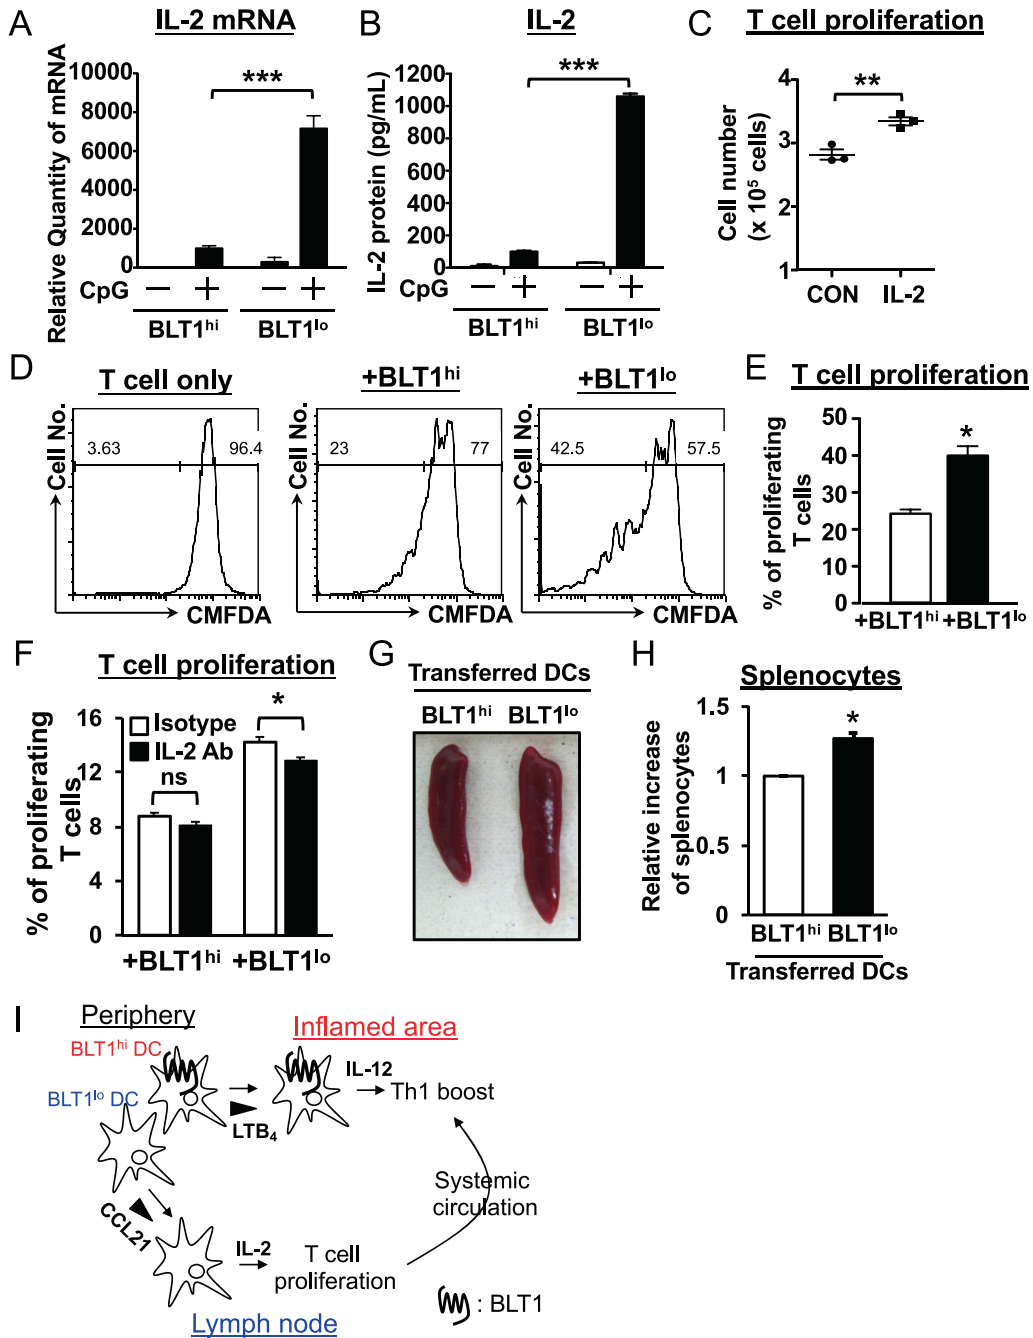 A
IL-2 mRNA
Relative Quantity of mRNA
10000
8000
6000
4000
2000
0
***
CpG − + − +
BLT1hi BLT1lo
B
IL-2
IL-2 protein (pg/mL)
1200
1000
800
600
400
200
0
***
CpG − + − +
BLT1hi BLT1lo
C
T cell proliferation
Cell number
(x 10⁵ cells)
4
3
2
1
**
CON IL-2
D
T cell only
Cell No.
3.63 96.4
CMFDA
+BLT1hi
Cell No.
23 77
CMFDA
+BLT1lo
Cell No.
42.5 57.5
CMFDA
E
T cell proliferation
% of proliferating
T cells
50
40
30
20
10
0
*
+BLT1hi +BLT1lo
F
T cell proliferation
% of proliferating
T cells
16
12
8
4
0
Isotype
IL-2 Ab
ns
*
+BLT1hi +BLT1lo
G
Transferred DCs
BLT1hi BLT1lo
H
Splenocytes
Relative increase
of splenocytes
1.5
1
0.5
0
*
BLT1hi BLT1lo
Transferred DCs
I
Periphery
BLT1hi DC
BLT1lo DC
Inflamed area
LTB₄
IL-12
Th1 boost
Systemic
circulation
CCL21
IL-2
T cell
proliferation
Lymph node
: BLT1